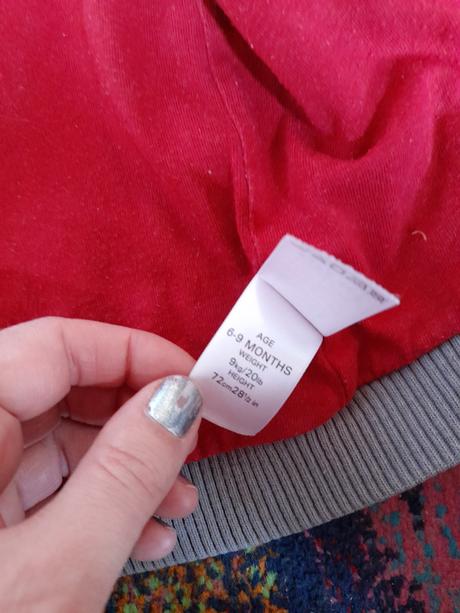 AGE
6-9 MONTHS
WEIGHT
9kg/20lb
HEIGHT
72cm28½in